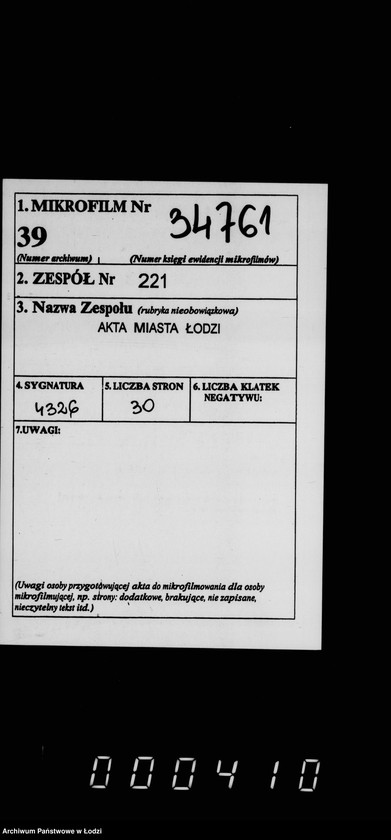 1. MIKROFILM Nr 34761
39
(Numer archiwum) (Numer księgi ewidencji mikrofilmów)
2. ZESPÓŁ Nr 221
3. Nazwa Zespołu (rubryka nieobowiązkowa)
AKTA MIASTA ŁODZI
4. SYGNATURA 5. LICZBA STRON 6. LICZBA KLATEK
NEGATYWU:
4326 30
7.UWAGI:
(Uwagi osoby przygotówującej akta do mikrofilmowania dla osoby
mikrofilmującej, np. strony: dodatkowe, brakujące, nie zapisane,
nieczytelny tekst itd.)
000410
Archiwum Państwowe w Łodzi